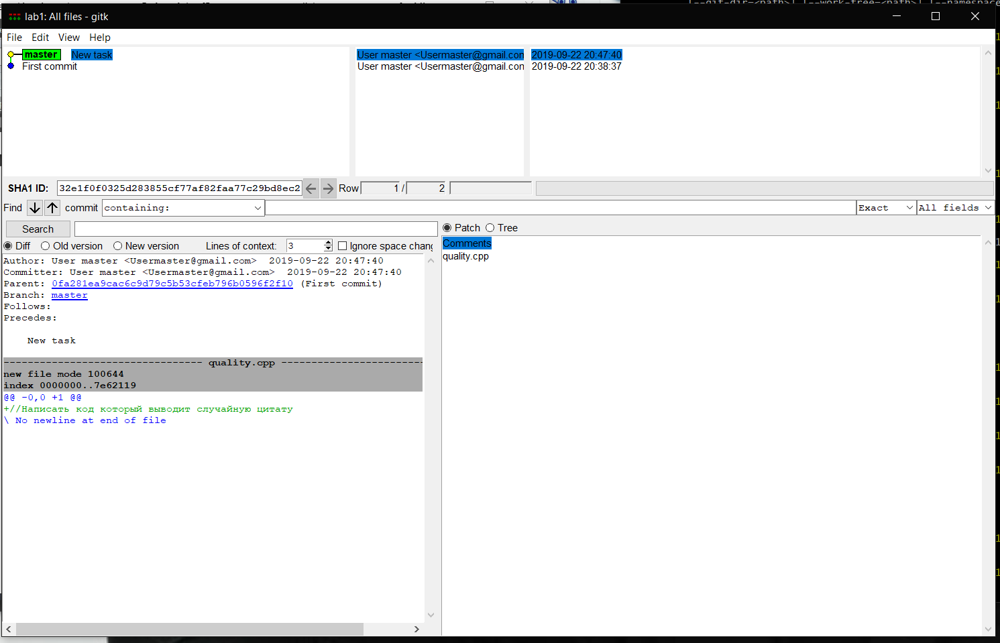 lab1: All files - gitk
File Edit View Help
master New task User master <Usermaster@gmail.con 2019-09-22 20:47:40
First commit User master <Usermaster@gmail.con 2019-09-22 20:38:37
SHA1 ID: 32e1f0f0325d283855cf77af82faa77c29bd8ec2 Row 1 / 2
Find commit containing: Exact All fields
Search
Patch Tree
Diff Old version New version Lines of context: 3 Ignore space chang
Comments
quality.cpp
Author: User master <Usermaster@gmail.com> 2019-09-22 20:47:40
Committer: User master <Usermaster@gmail.com> 2019-09-22 20:47:40
Parent: 0fa281ea9cac6c9d79c5b53cfeb796b0596f2f10 (First commit)
Branch: master
Follows:
Precedes:
New task
--------------------------------- quality.cpp ------------------------
new file mode 100644
index 0000000..7e62119
@@ -0,0 +1 @@
+//Написать код который выводит случайную цитату
\ No newline at end of file